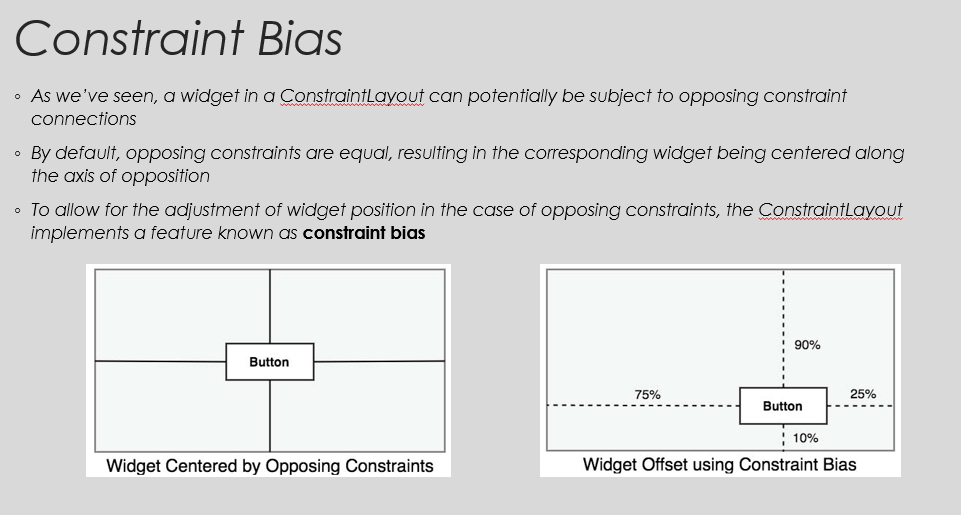 Constraint Bias
◦ As we've seen, a widget in a ConstraintLayout can potentially be subject to opposing constraint
connections
◦ By default, opposing constraints are equal, resulting in the corresponding widget being centered along
the axis of opposition
◦ To allow for the adjustment of widget position in the case of opposing constraints, the ConstraintLayout
implements a feature known as constraint bias
Button
Widget Centered by Opposing Constraints
90%
75%
25%
Button
10%
Widget Offset using Constraint Bias